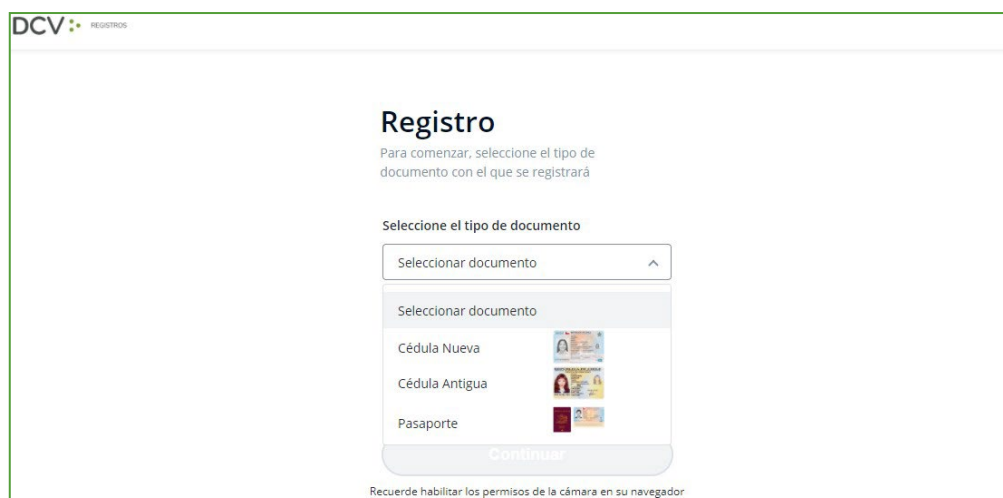 DCV REGISTROS
Registro
Para comenzar, seleccione el tipo de
documento con el que se registrará
Seleccione el tipo de documento
Seleccionar documento
Seleccionar documento
Cédula Nueva
Cédula Antigua
Pasaporte
Continuar
Recuerde habilitar los permisos de la cámara en su navegador